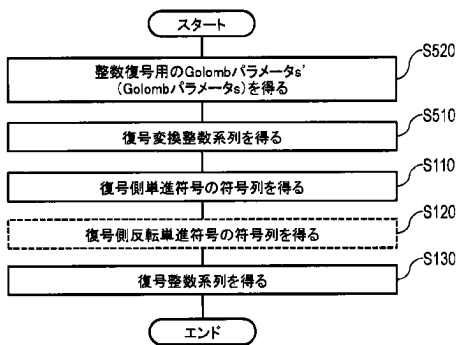 スタート
S520
整数復号用のGolombパラメータs'
(Golombパラメータs)を得る
S510
復号変換整数系列を得る
S110
復号側単進符号の符号列を得る
S120
復号側反転単進符号の符号列を得る
S130
復号整数系列を得る
エンド